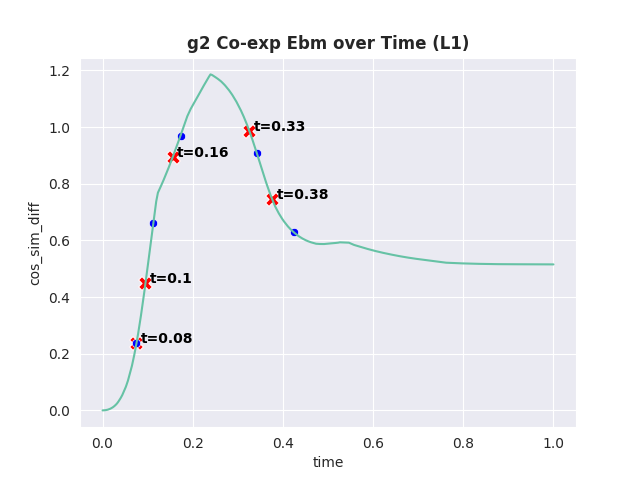 g2 Co-exp Ebm over Time (L1)
1.2
1.0
0.8
0.6
0.4
0.2
0.0
cos_sim_diff
t=0.33
t=0.16
t=0.38
t=0.1
t=0.08
0.0 0.2 0.4 0.6 0.8 1.0
time